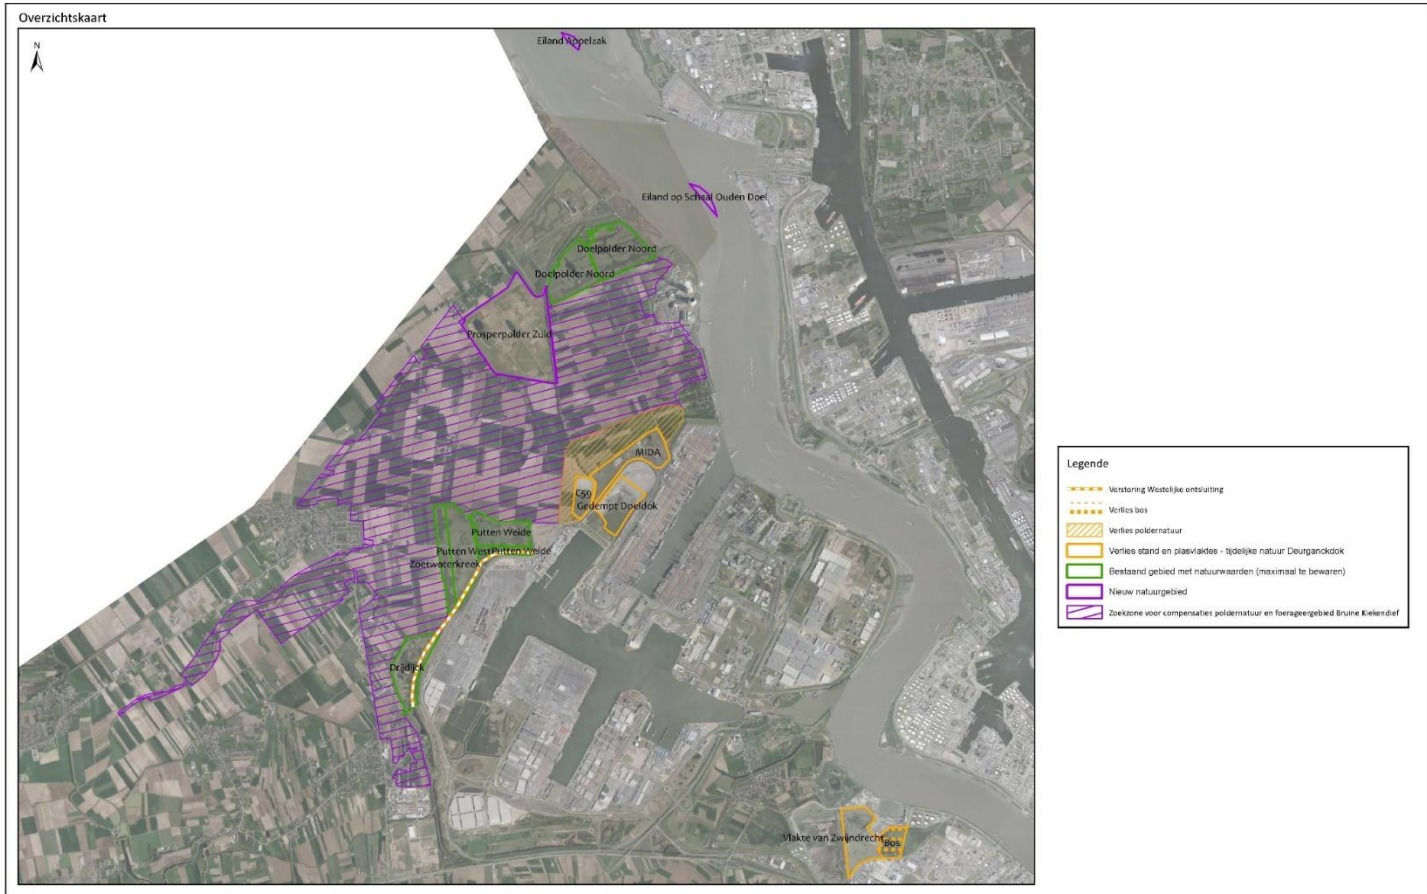 Overzichtskaart
N
Eiland Appelzak
Eiland op Schaal Ouden Doel
Doelpolder Noord
Doelpolder Noord
Prosperpolder Zuid
MIDA
C59
Gedempt Doeldok
Putten Weide
Putten West Putten Weide
Zoetwaterkreek
Drijdijck
Vlakte van Zwijndrecht
Bos
Legende
Verstoring Westelijke ontsluiting
Verlies bos
Verlies poldernatuur
Verlies stand en plasvlaktes - tijdelijke natuur Deurganckdok
Bestaand gebied met natuurwaarden (maximaal te bewaren)
Nieuw natuurgebied
Zoekzone voor compensaties poldernatuur en foerageergebied Bruine Kiekendief